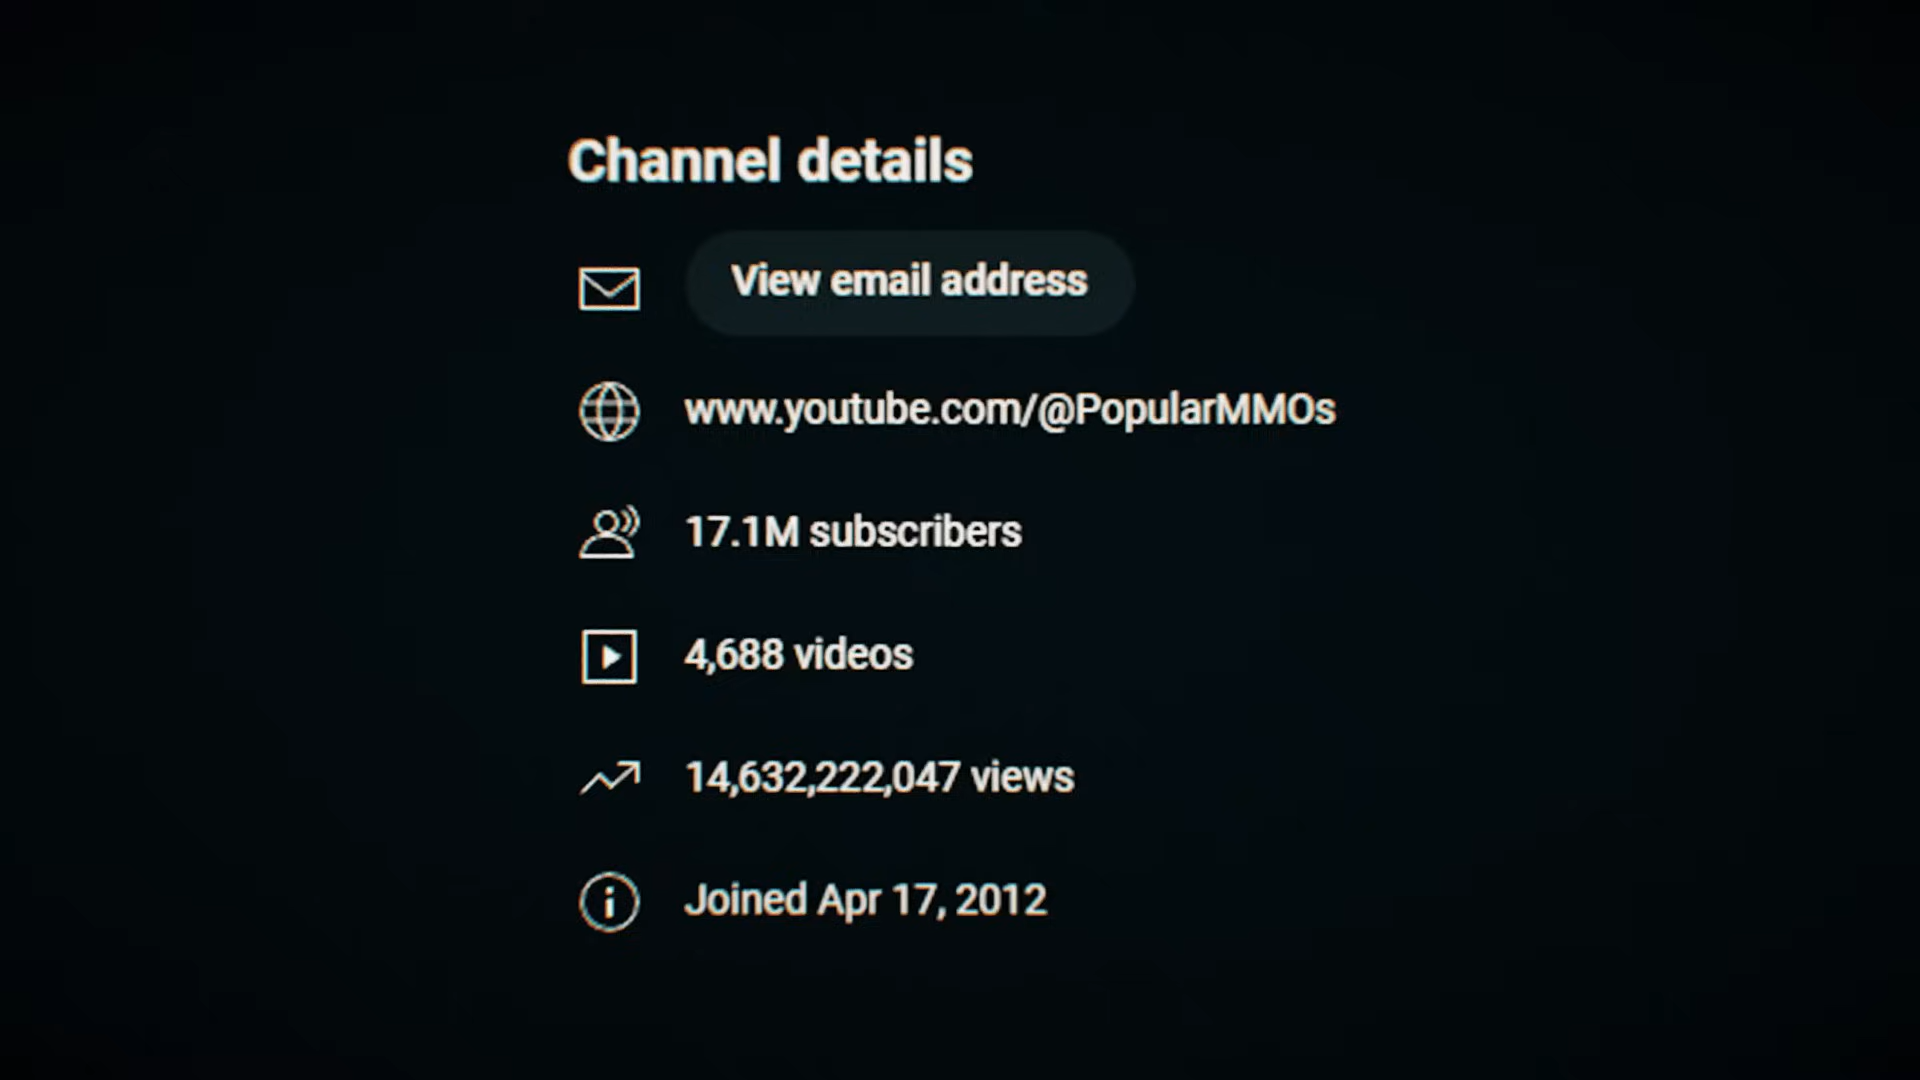 Channel details
View email address
www.youtube.com/@PopularMMOs
17.1M subscribers
4,688 videos
14,632,222,047 views
Joined Apr 17, 2012